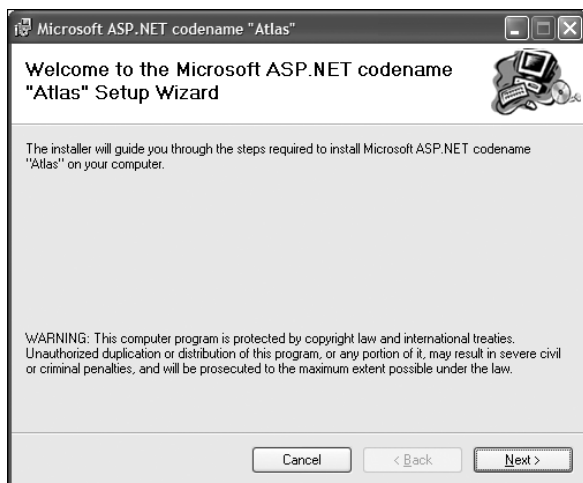 Microsoft ASP.NET codename "Atlas"
Welcome to the Microsoft ASP.NET codename
"Atlas" Setup Wizard
The installer will guide you through the steps required to install Microsoft ASP.NET codename
"Atlas" on your computer.
WARNING: This computer program is protected by copyright law and international treaties.
Unauthorized duplication or distribution of this program, or any portion of it, may result in severe civil
or criminal penalties, and will be prosecuted to the maximum extent possible under the law.
Cancel < Back Next >